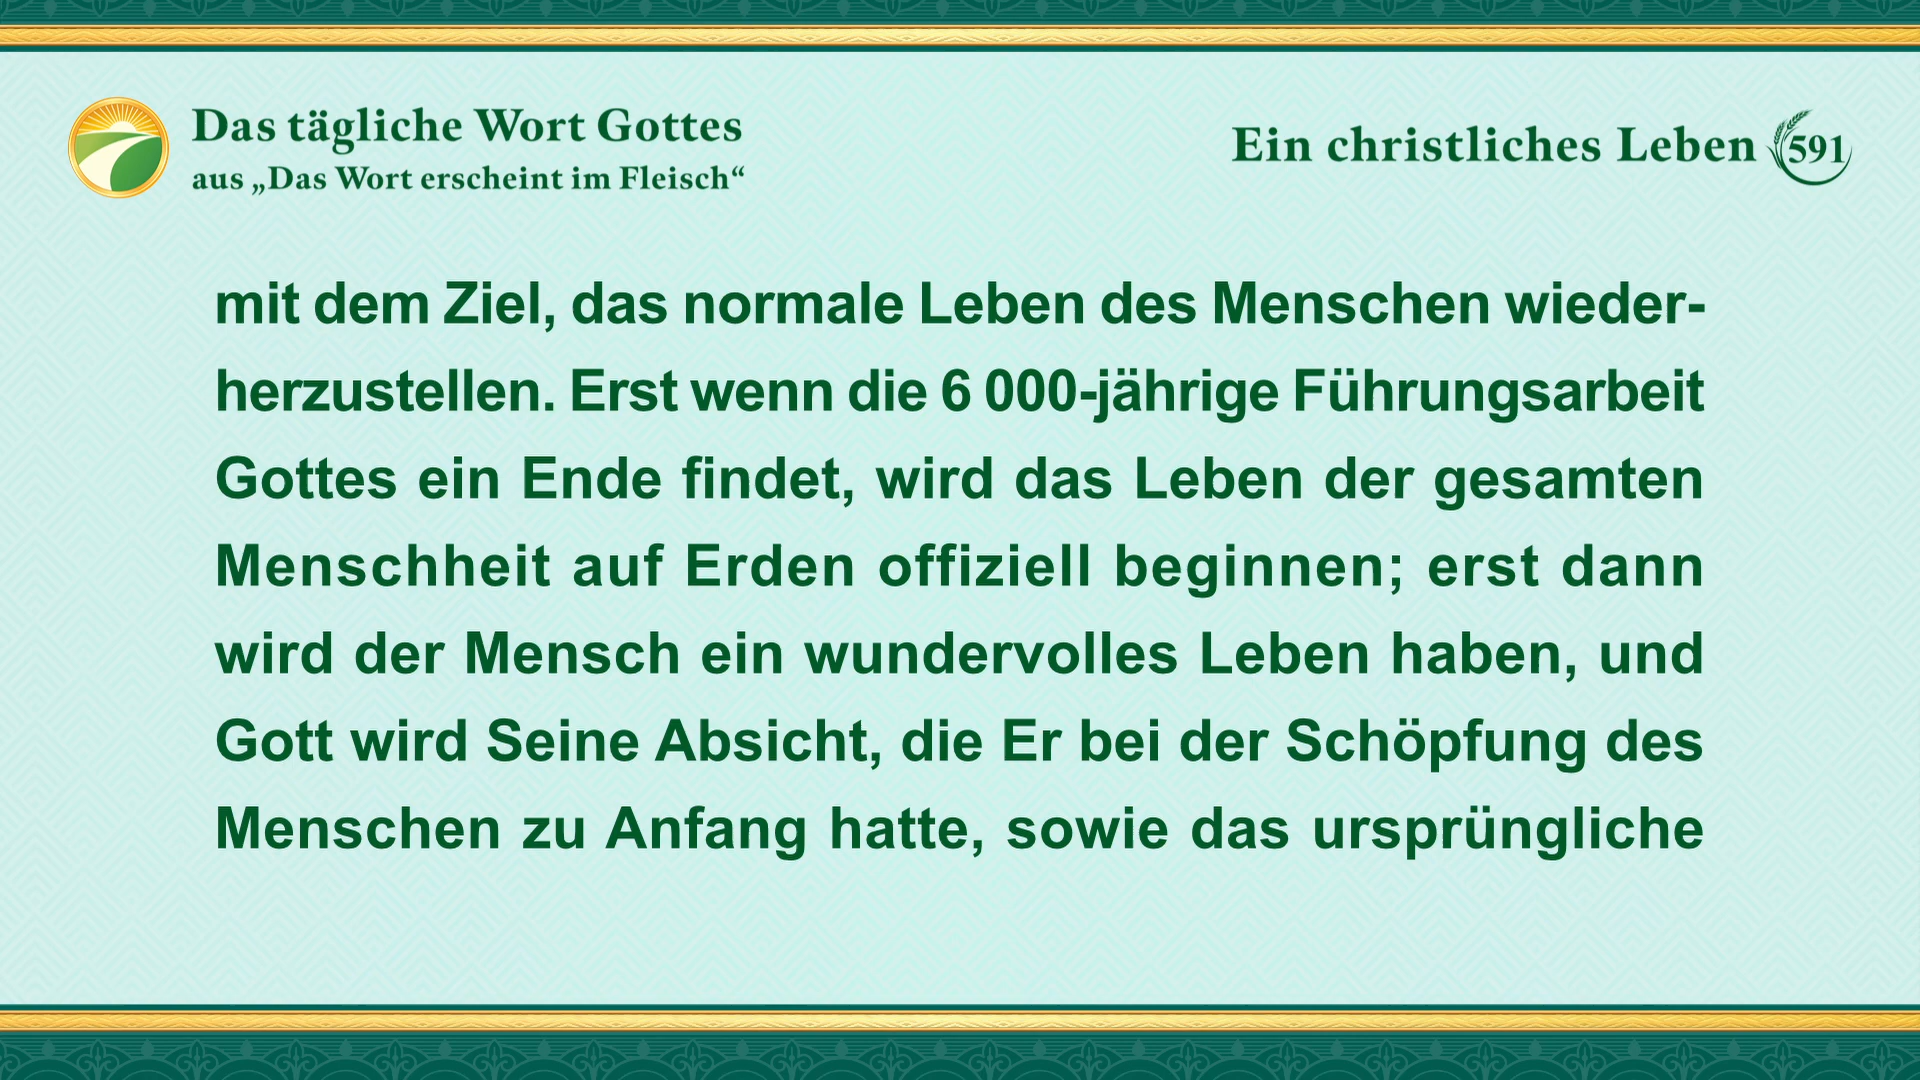 Das tägliche Wort Gottes
aus „Das Wort erscheint im Fleisch“
Ein christliches Leben 591
mit dem Ziel, das normale Leben des Menschen wieder-
herzustellen. Erst wenn die 6 000-jährige Führungsarbeit
Gottes ein Ende findet, wird das Leben der gesamten
Menschheit auf Erden offiziell beginnen; erst dann
wird der Mensch ein wundervolles Leben haben, und
Gott wird Seine Absicht, die Er bei der Schöpfung des
Menschen zu Anfang hatte, sowie das ursprüngliche